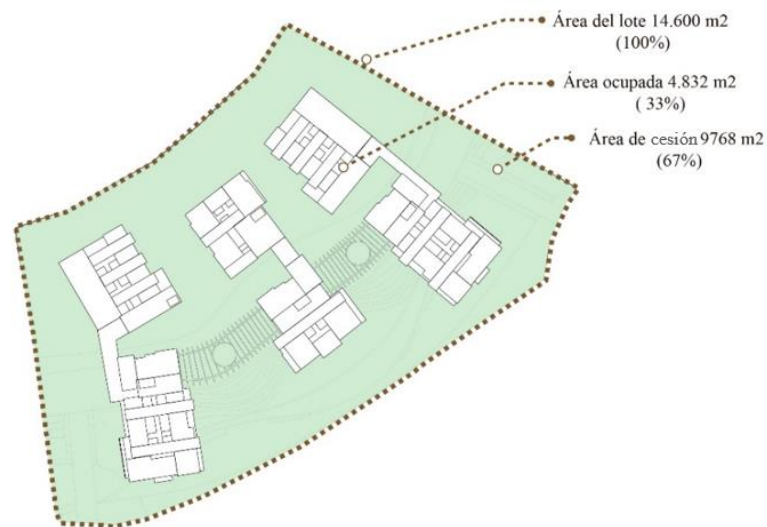 Área del lote 14.600 m2
(100%)
Área ocupada 4.832 m2
( 33%)
Área de cesión 9768 m2
(67%)